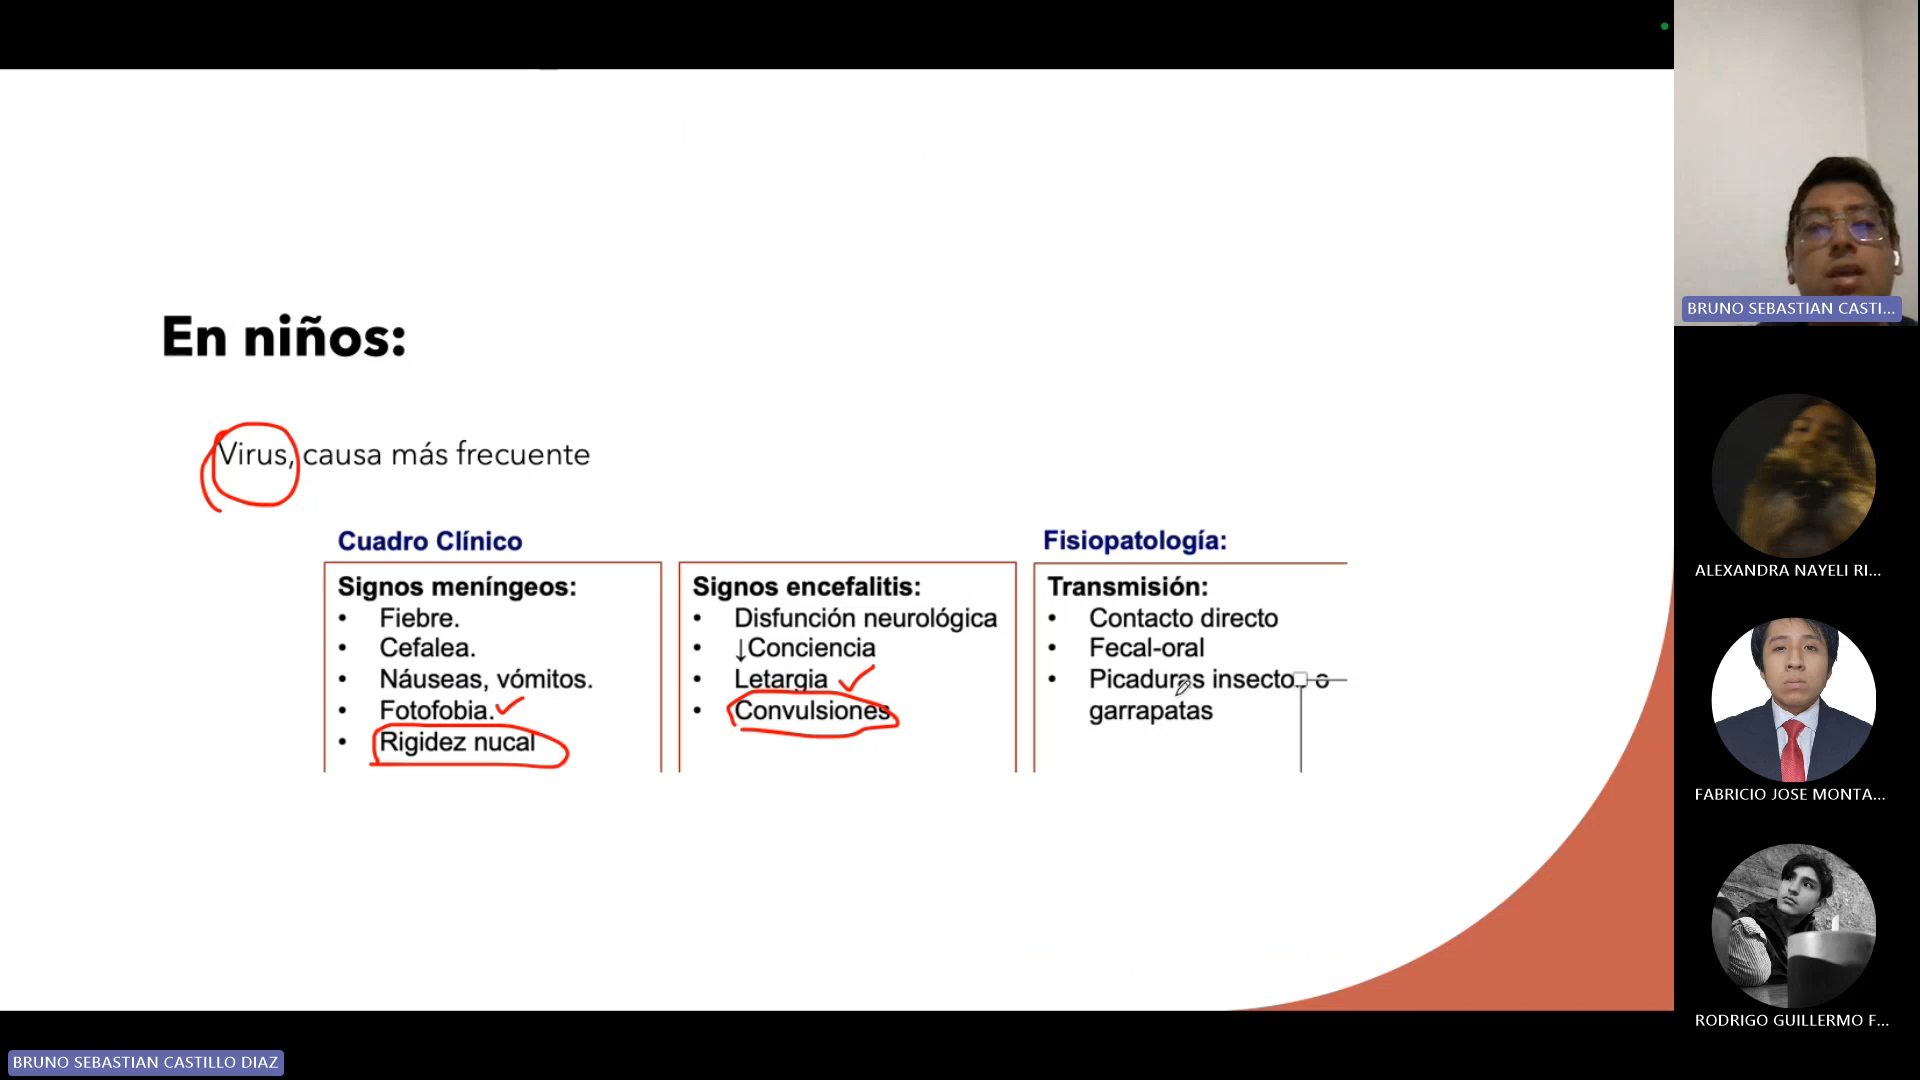 En niños:
Virus, causa más frecuente
Cuadro Clínico
Signos meníngeos:
• Fiebre.
• Cefalea.
• Náuseas, vómitos.
• Fotofobia.
• Rigidez nucal
Signos encefalitis:
• Disfunción neurológica
• ↓Conciencia
• Letargia
• Convulsiones
Fisiopatología:
Transmisión:
• Contacto directo
• Fecal-oral
• Picaduras insecto o
garrapatas
BRUNO SEBASTIAN CASTI...
ALEXANDRA NAYELI RI...
FABRICIO JOSE MONTA...
RODRIGO GUILLERMO F...
BRUNO SEBASTIAN CASTILLO DIAZ